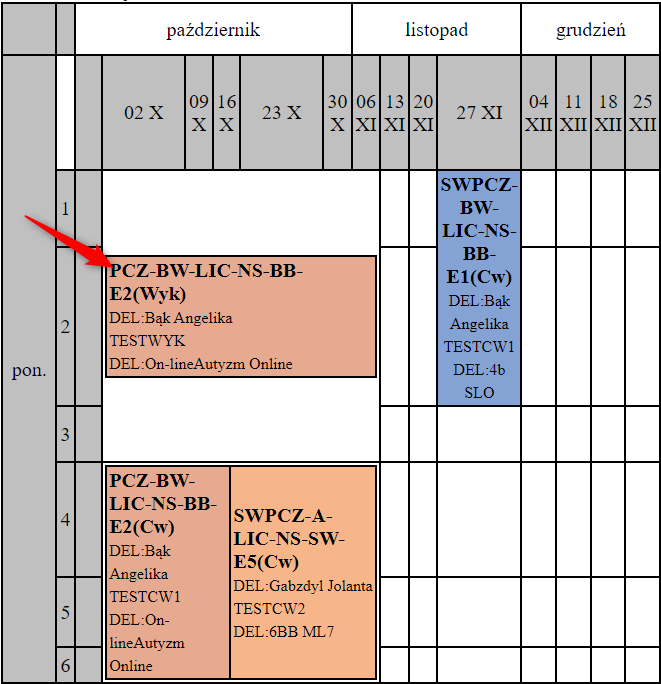 październik listopad grudzień
02 X 09 X 16 X 23 X 30 X 06 XI 13 XI 20 XI 27 XI 04 XII 11 XII 18 XII 25 XII
pon.
1
2
3
4
5
6
PCZ-BW-LIC-NS-BB-
E2(Wyk)
DEL:Bąk Angelika
TESTWYK
DEL:On-lineAutyzm Online
SWPCZ-
BW-
LIC-NS-
BB-
E1(Cw)
DEL:Bąk
Angelika
TESTCW1
DEL:4b
SLO
PCZ-BW-
LIC-NS-BB-
E2(Cw)
DEL:Bąk
Angelika
TESTCW1
DEL:On-
lineAutyzm
Online
SWPCZ-A-
LIC-NS-SW-
E5(Cw)
DEL:Gabzdyl Jolanta
TESTCW2
DEL:6BB ML7